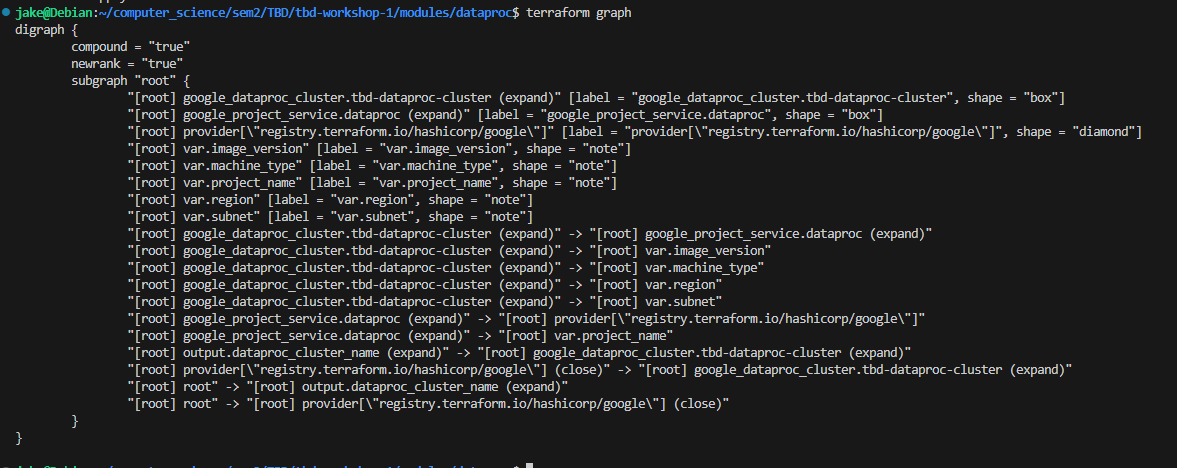 jake@Debian:~/computer_science/sem2/TBD/tbd-workshop-1/modules/dataproc$ terraform graph
digraph {
        compound = "true"
        newrank = "true"
        subgraph "root" {
                "[root] google_dataproc_cluster.tbd-dataproc-cluster (expand)" [label = "google_dataproc_cluster.tbd-dataproc-cluster", shape = "box"]
                "[root] google_project_service.dataproc (expand)" [label = "google_project_service.dataproc", shape = "box"]
                "[root] provider[\"registry.terraform.io/hashicorp/google\"]" [label = "provider[\"registry.terraform.io/hashicorp/google\"]", shape = "diamond"]
                "[root] var.image_version" [label = "var.image_version", shape = "note"]
                "[root] var.machine_type" [label = "var.machine_type", shape = "note"]
                "[root] var.project_name" [label = "var.project_name", shape = "note"]
                "[root] var.region" [label = "var.region", shape = "note"]
                "[root] var.subnet" [label = "var.subnet", shape = "note"]
                "[root] google_dataproc_cluster.tbd-dataproc-cluster (expand)" -> "[root] google_project_service.dataproc (expand)"
                "[root] google_dataproc_cluster.tbd-dataproc-cluster (expand)" -> "[root] var.image_version"
                "[root] google_dataproc_cluster.tbd-dataproc-cluster (expand)" -> "[root] var.machine_type"
                "[root] google_dataproc_cluster.tbd-dataproc-cluster (expand)" -> "[root] var.region"
                "[root] google_dataproc_cluster.tbd-dataproc-cluster (expand)" -> "[root] var.subnet"
                "[root] google_project_service.dataproc (expand)" -> "[root] provider[\"registry.terraform.io/hashicorp/google\"]"
                "[root] google_project_service.dataproc (expand)" -> "[root] var.project_name"
                "[root] output.dataproc_cluster_name (expand)" -> "[root] google_dataproc_cluster.tbd-dataproc-cluster (expand)"
                "[root] provider[\"registry.terraform.io/hashicorp/google\"] (close)" -> "[root] google_dataproc_cluster.tbd-dataproc-cluster (expand)"
                "[root] root" -> "[root] output.dataproc_cluster_name (expand)"
                "[root] root" -> "[root] provider[\"registry.terraform.io/hashicorp/google\"] (close)"
        }
}